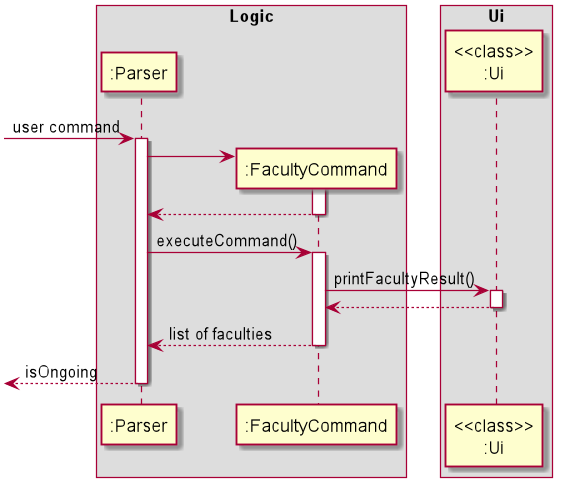 Logic
Ui
:Parser
<<class>>
:Ui
user command
:FacultyCommand
executeCommand()
printFacultyResult()
list of faculties
isOngoing
:Parser
:FacultyCommand
<<class>>
:Ui